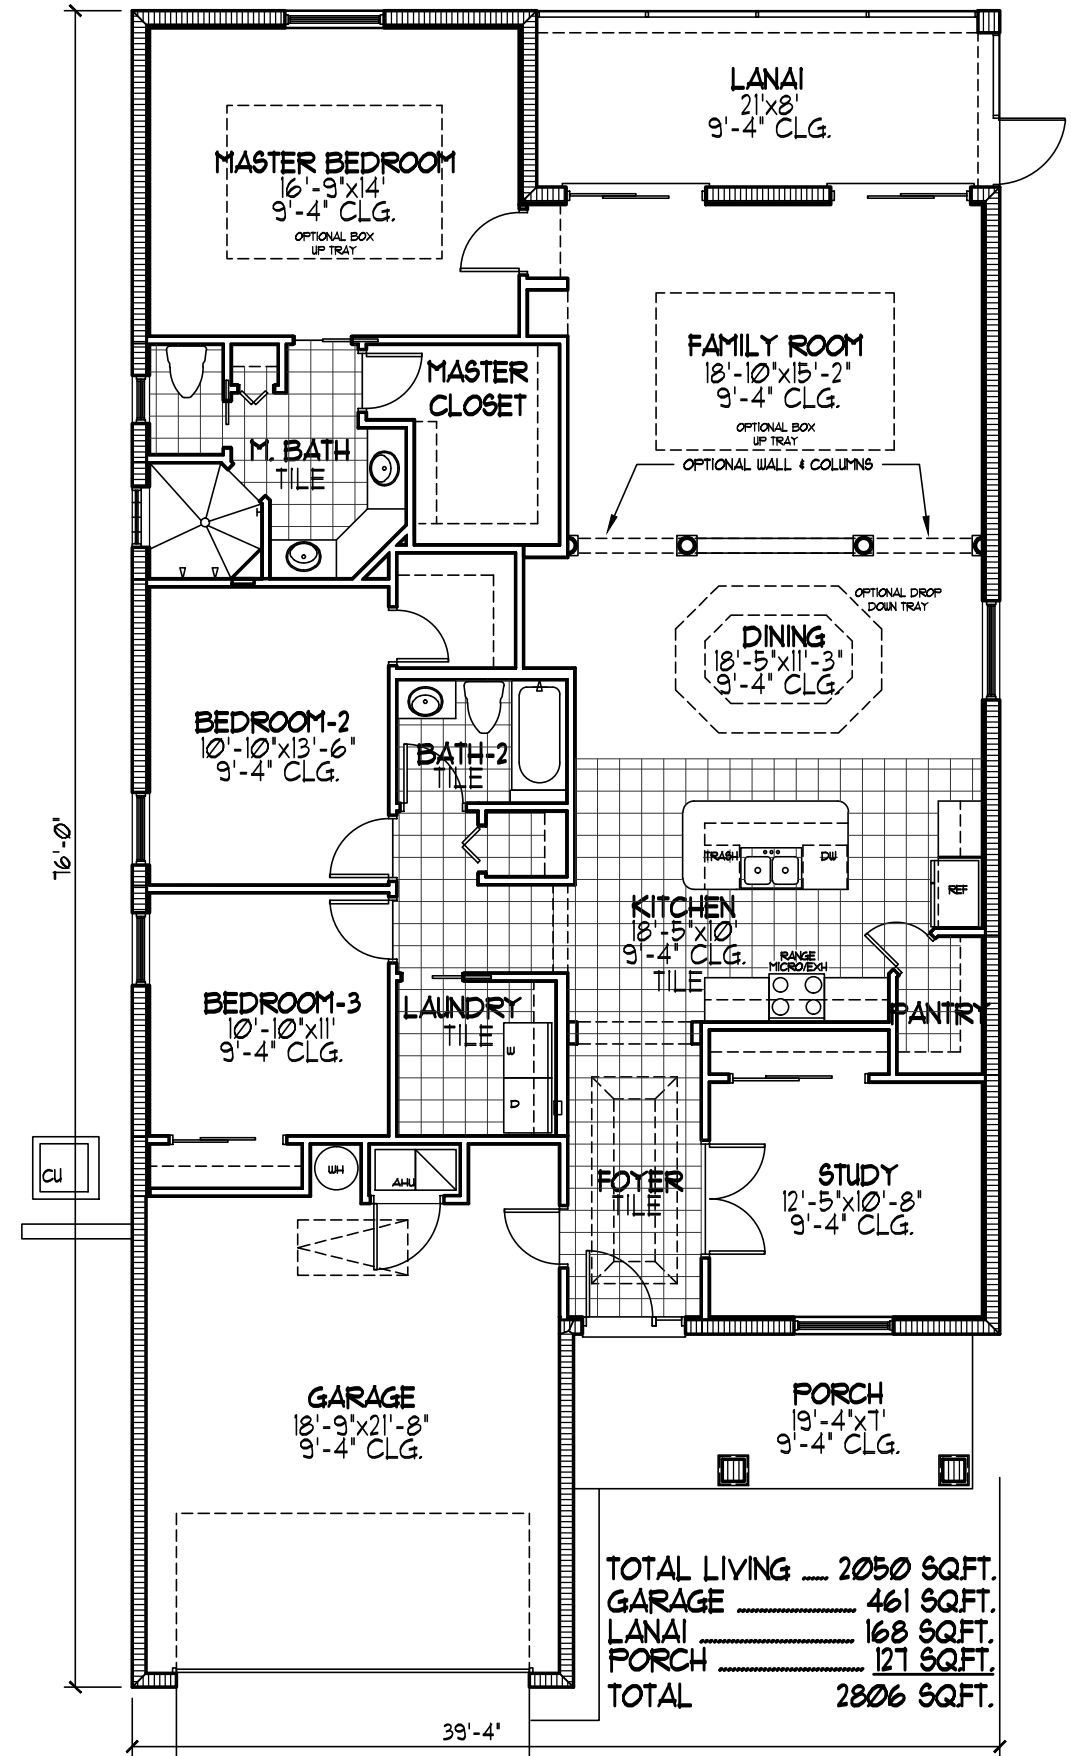 LANAI
21'x8'
9'-4" CLG.
MASTER BEDROOM
16'-9"x14'
9'-4" CLG.
OPTIONAL BOX
UP TRAY
FAMILY ROOM
18'-10"x15'-2"
9'-4" CLG.
OPTIONAL BOX
UP TRAY
OPTIONAL WALL & COLUMNS
MASTER
CLOSET
M. BATH
TILE
OPTIONAL DROP
DOWN TRAY
DINING
18'-5"x11'-3"
9'-4" CLG.
BEDROOM-2
10'-10"x13'-6"
9'-4" CLG.
BATH-2
TILE
76'-0"
TRASH
DW
REF
KITCHEN
18'-5"x10'
9'-4" CLG.
TILE
RANGE
MICRO/EXH
PANTRY
BEDROOM-3
10'-10"x11'
9'-4" CLG.
LAUNDRY
TILE
W
D
CU
WH
AHU
FOYER
TILE
STUDY
12'-5"x10'-8"
9'-4" CLG.
GARAGE
18'-9"x21'-8"
9'-4" CLG.
PORCH
19'-4"x7'
9'-4" CLG.
TOTAL LIVING ...... 2050 SQ.FT.
GARAGE ........................... 461 SQ.FT.
LANAI ................................... 168 SQ.FT.
PORCH ................................. 127 SQ.FT.
TOTAL 2806 SQ.FT.
39'-4"